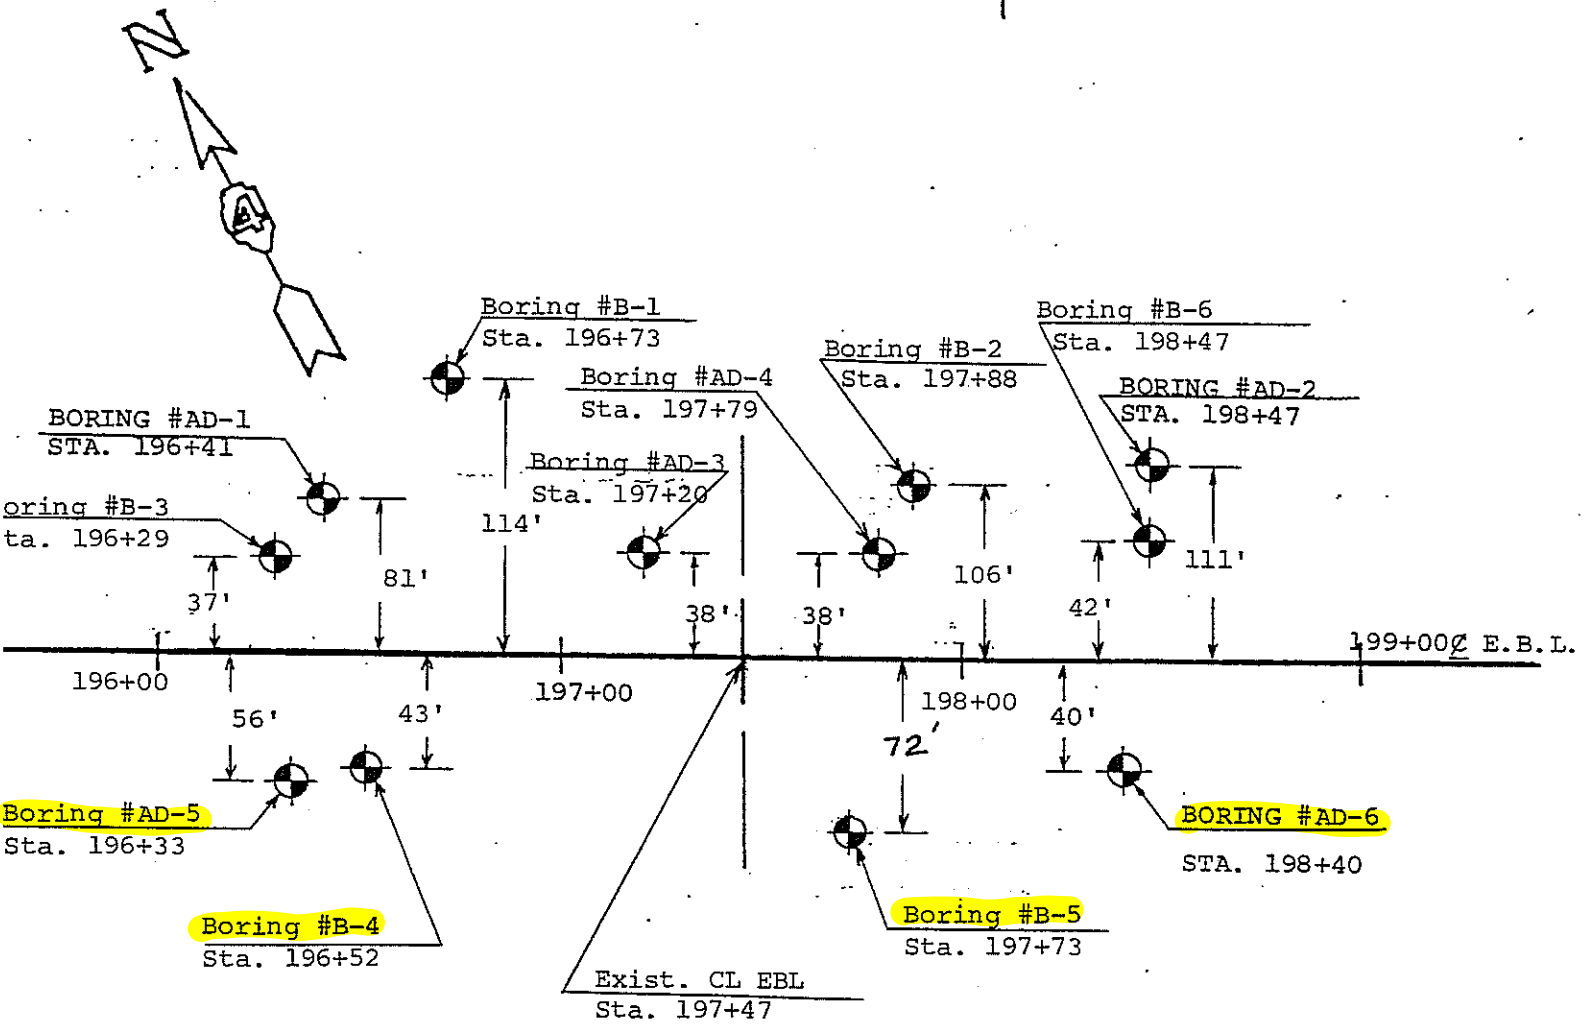 N
4
Boring #B-1
Sta. 196+73
Boring #B-6
Sta. 198+47
Boring #B-2
Sta. 197+88
Boring #AD-4
Sta. 197+79
BORING #AD-2
STA. 198+47
BORING #AD-1
STA. 196+41
Boring #AD-3
Sta. 197+20
oring #B-3
ta. 196+29
114'
81'
37'
38'
38'
106'
42'
111'
199+00 ℄ E.B.L.
196+00
197+00
198+00
56'
43'
72'
40'
Boring #AD-5
Sta. 196+33
BORING #AD-6
STA. 198+40
Boring #B-4
Sta. 196+52
Boring #B-5
Sta. 197+73
Exist. CL EBL
Sta. 197+47